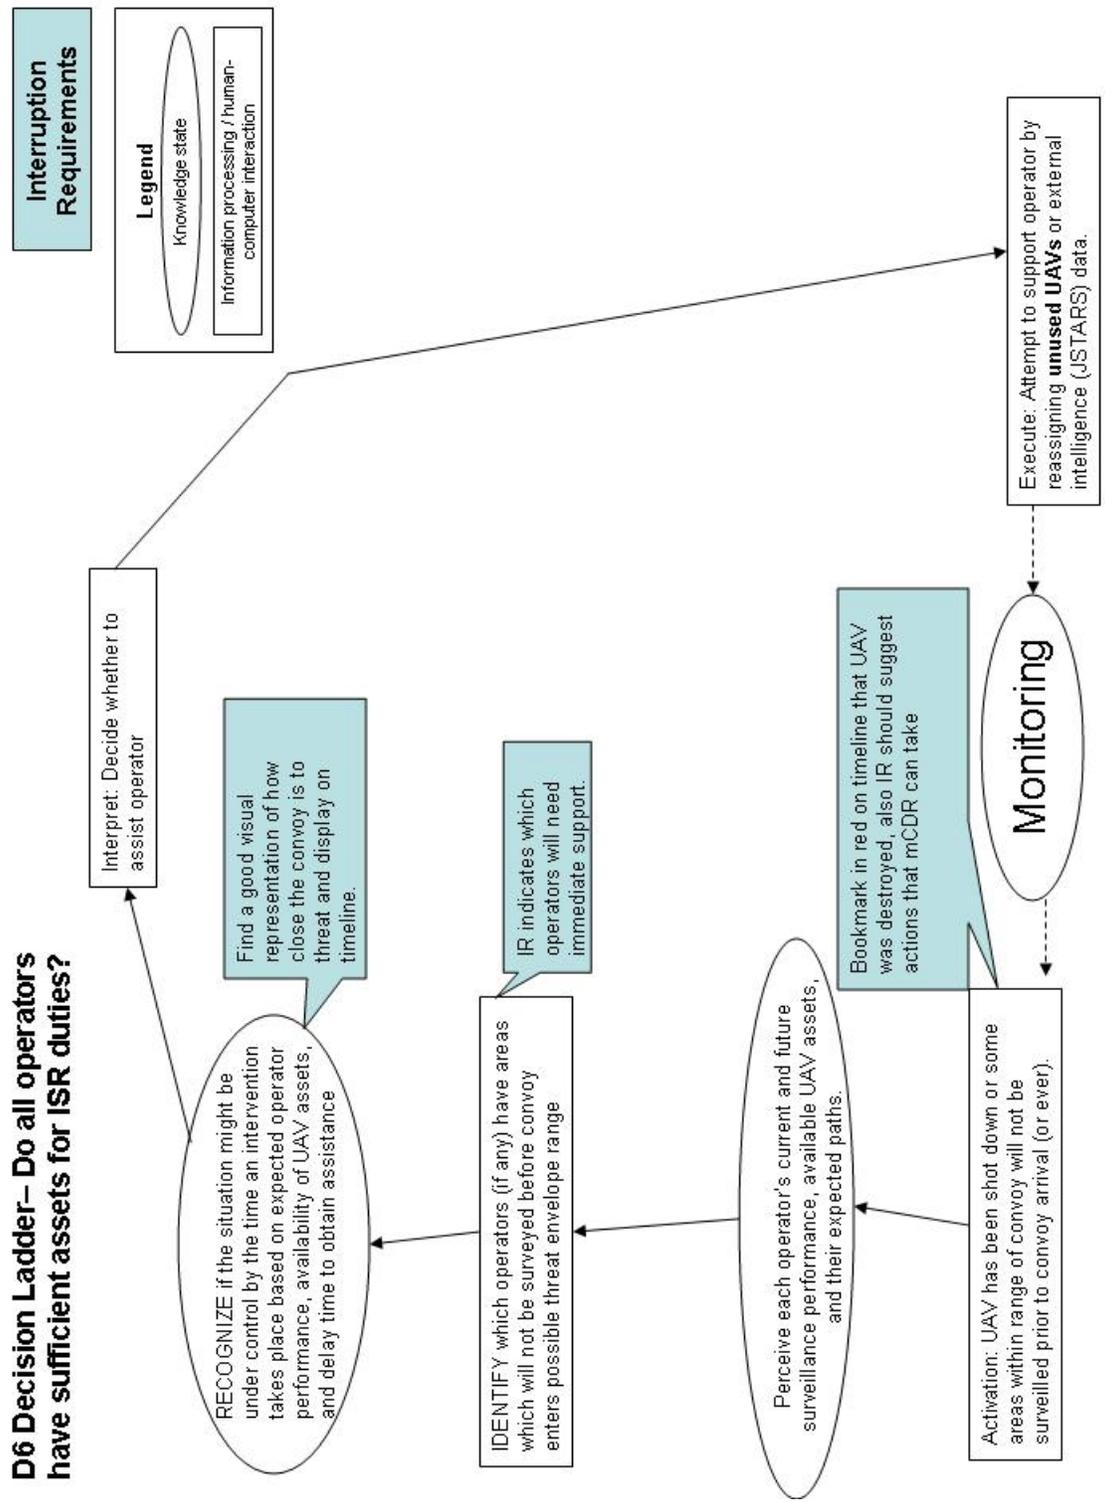 D6 Decision Ladder– Do all operators
have sufficient assets for ISR duties?
Interruption
Requirements
Legend
Knowledge state
Information processing / human-
computer interaction
Interpret: Decide whether to
assist operator
RECOGNIZE if the situation might be
under control by the time an intervention
takes place based on expected operator
performance, availability of UAV assets,
and delay time to obtain assistance
Find a good visual
representation of how
close the convoy is to
threat and display on
timeline.
IDENTIFY which operators (if any) have areas
which will not be surveyed before convoy
enters possible threat envelope range
IR indicates which
operators will need
immediate support.
Perceive each operator's current and future
surveillance performance, available UAV assets,
and their expected paths.
Bookmark in red on timeline that UAV
was destroyed, also IR should suggest
actions that mCDR can take
Activation: UAV has been shot down or some
areas within range of convoy will not be
surveilled prior to convoy arrival (or ever).
Monitoring
Execute: Attempt to support operator by
reassigning unused UAVs or external
intelligence (JSTARS) data.